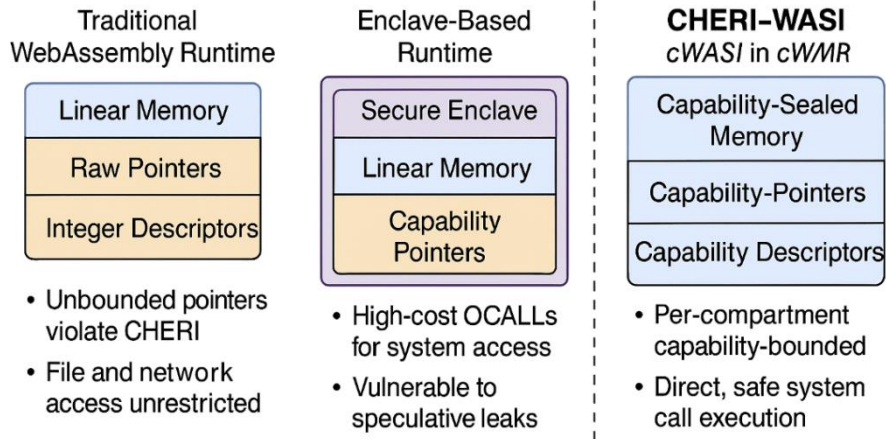 Traditional
WebAssembly Runtime
Linear Memory
Raw Pointers
Integer Descriptors
• Unbounded pointers
violate CHERI
• File and network
access unrestricted
Enclave-Based
Runtime
Secure Enclave
Linear Memory
Capability
Pointers
• High-cost OCALLs
for system access
• Vulnerable to
speculative leaks
CHERI–WASI
cWASI in cWMR
Capability-Sealed
Memory
Capability-Pointers
Capability Descriptors
• Per-compartment
capability-bounded
• Direct, safe system
call execution